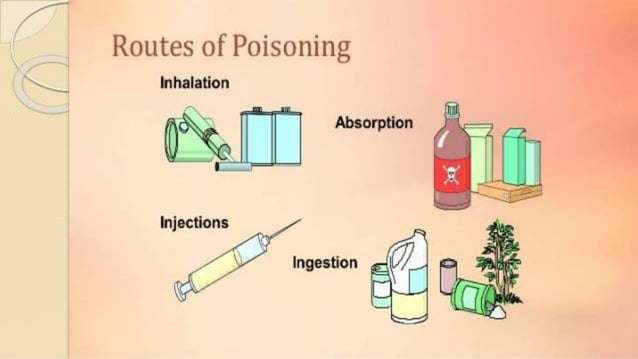 Routes of Poisoning
Inhalation
Absorption
Injections
Ingestion